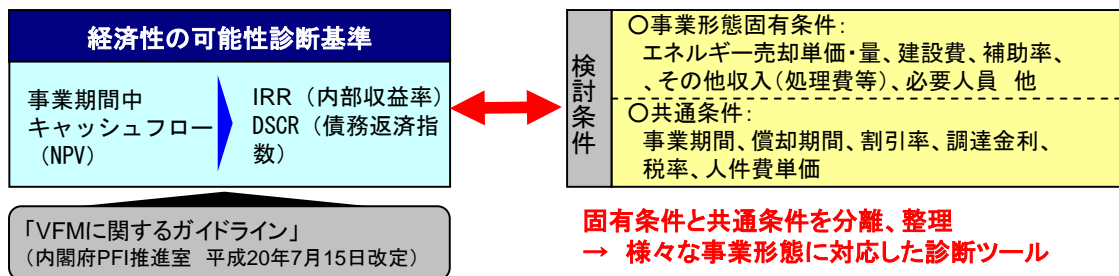 経済性の可能性診断基準
事業期間中
キャッシュフロー
（NPV）
IRR（内部収益率）
DSCR（債務返済指
数）
「VFMに関するガイドライン」
（内閣府PFI推進室　平成20年7月15日改定）
検討条件
〇事業形態固有条件：
エネルギー売却単価・量、建設費、補助率、
、その他収入（処理費等）、必要人員　他
〇共通条件：
事業期間、償却期間、割引率、調達金利、
税率、人件費単価
固有条件と共通条件を分離、整理
→　様々な事業形態に対応した診断ツール